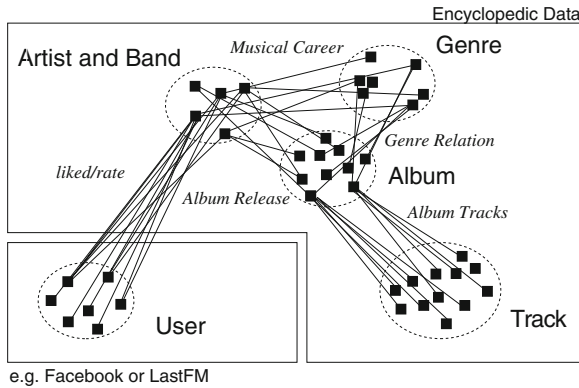 Encyclopedic Data
Artist and Band
Musical Career
Genre
liked/rate
Genre Relation
Album
Album Release
Album Tracks
User
Track
e.g. Facebook or LastFM